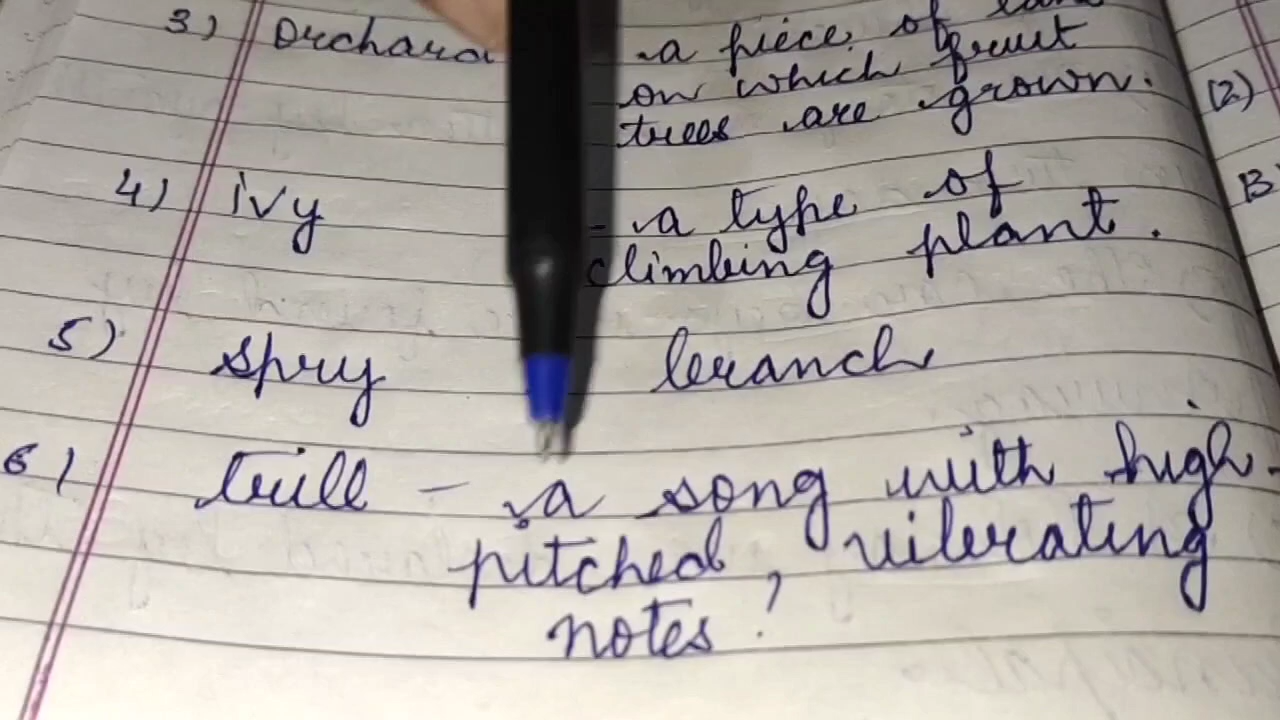 3) Orchard - a piece of
on which fruit
trees are grown. (2)
4) ivy - a type of
climbing plant. B
5) spry branch
6) trill - a song with high-
pitched, vibrating
notes.